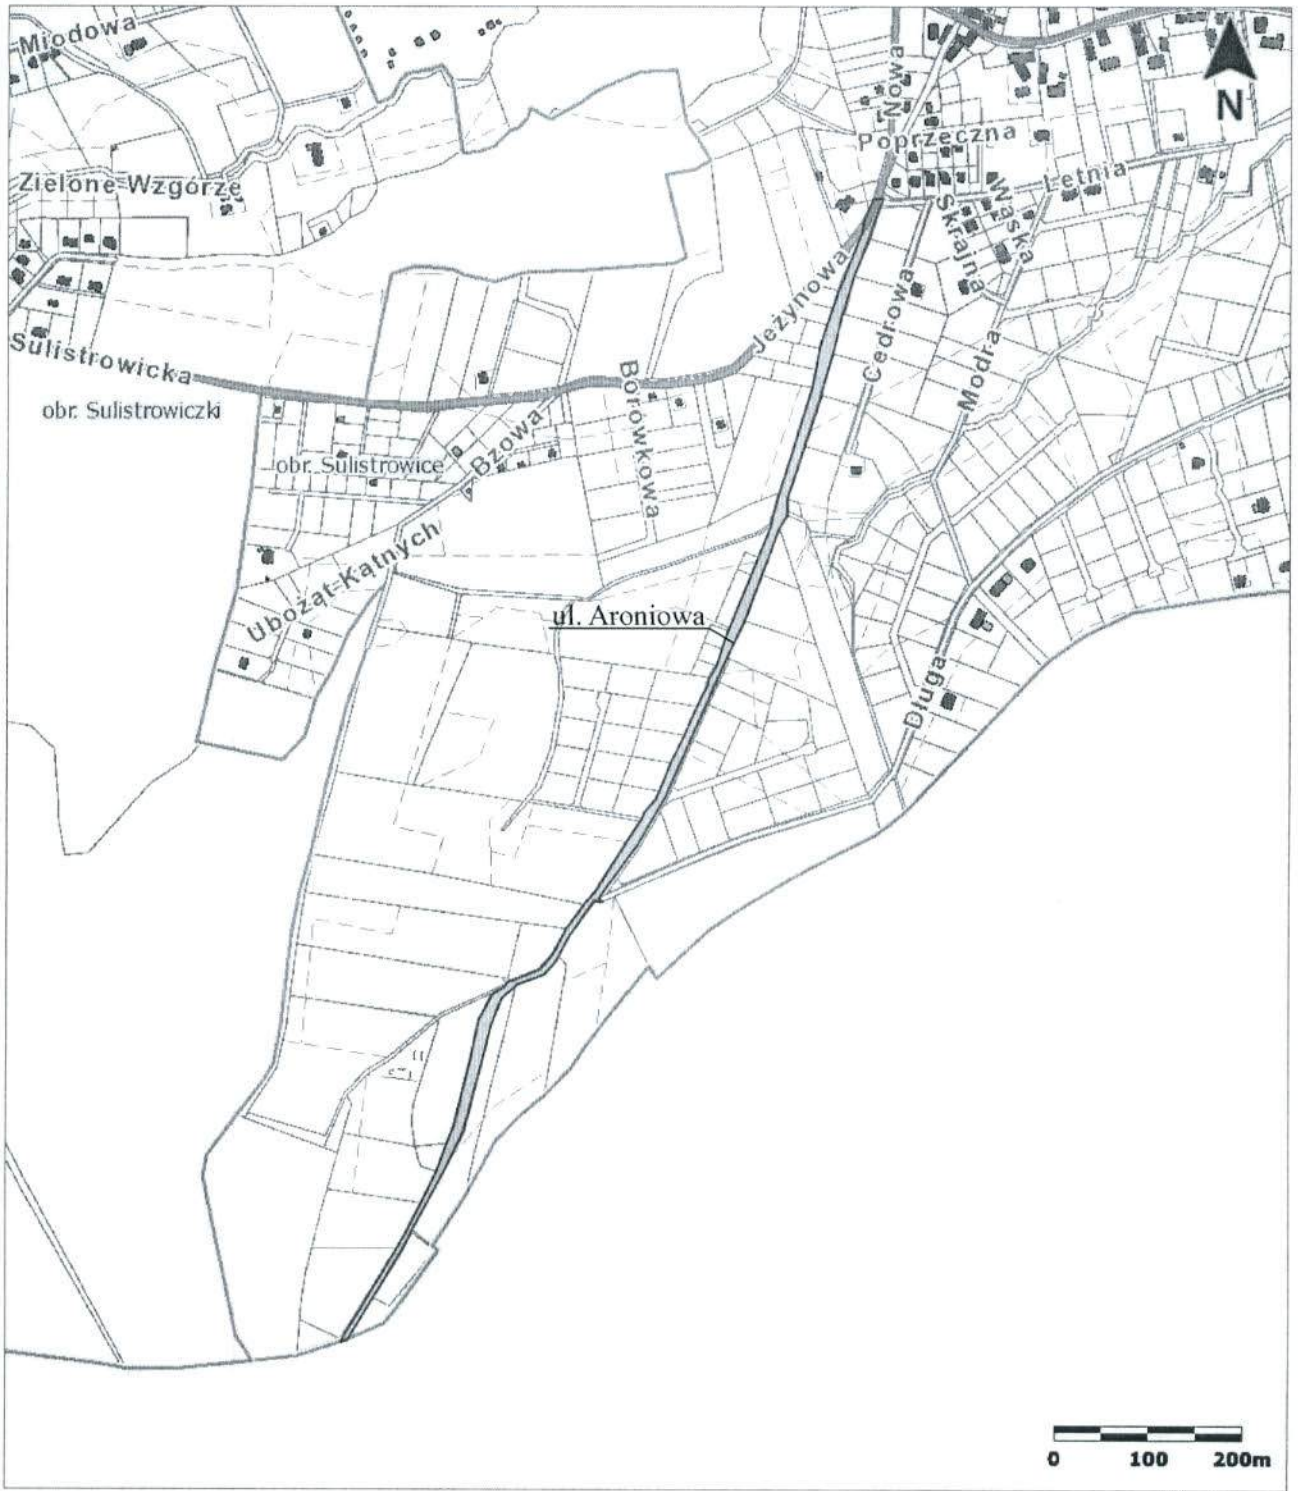 Miodowa
Nowa
N
Poprzeczna
Zielone Wzgórze
Letnia
Wąska
Skrajna
Jeżynowa
Cedrowa
Sulistrowicka
Modra
Borówkowa
obr. Sulistrowiczki
Bzowa
obr. Sulistrowice
Ubożąt Kątnych
ul. Aroniowa
Długa
0 100 200m